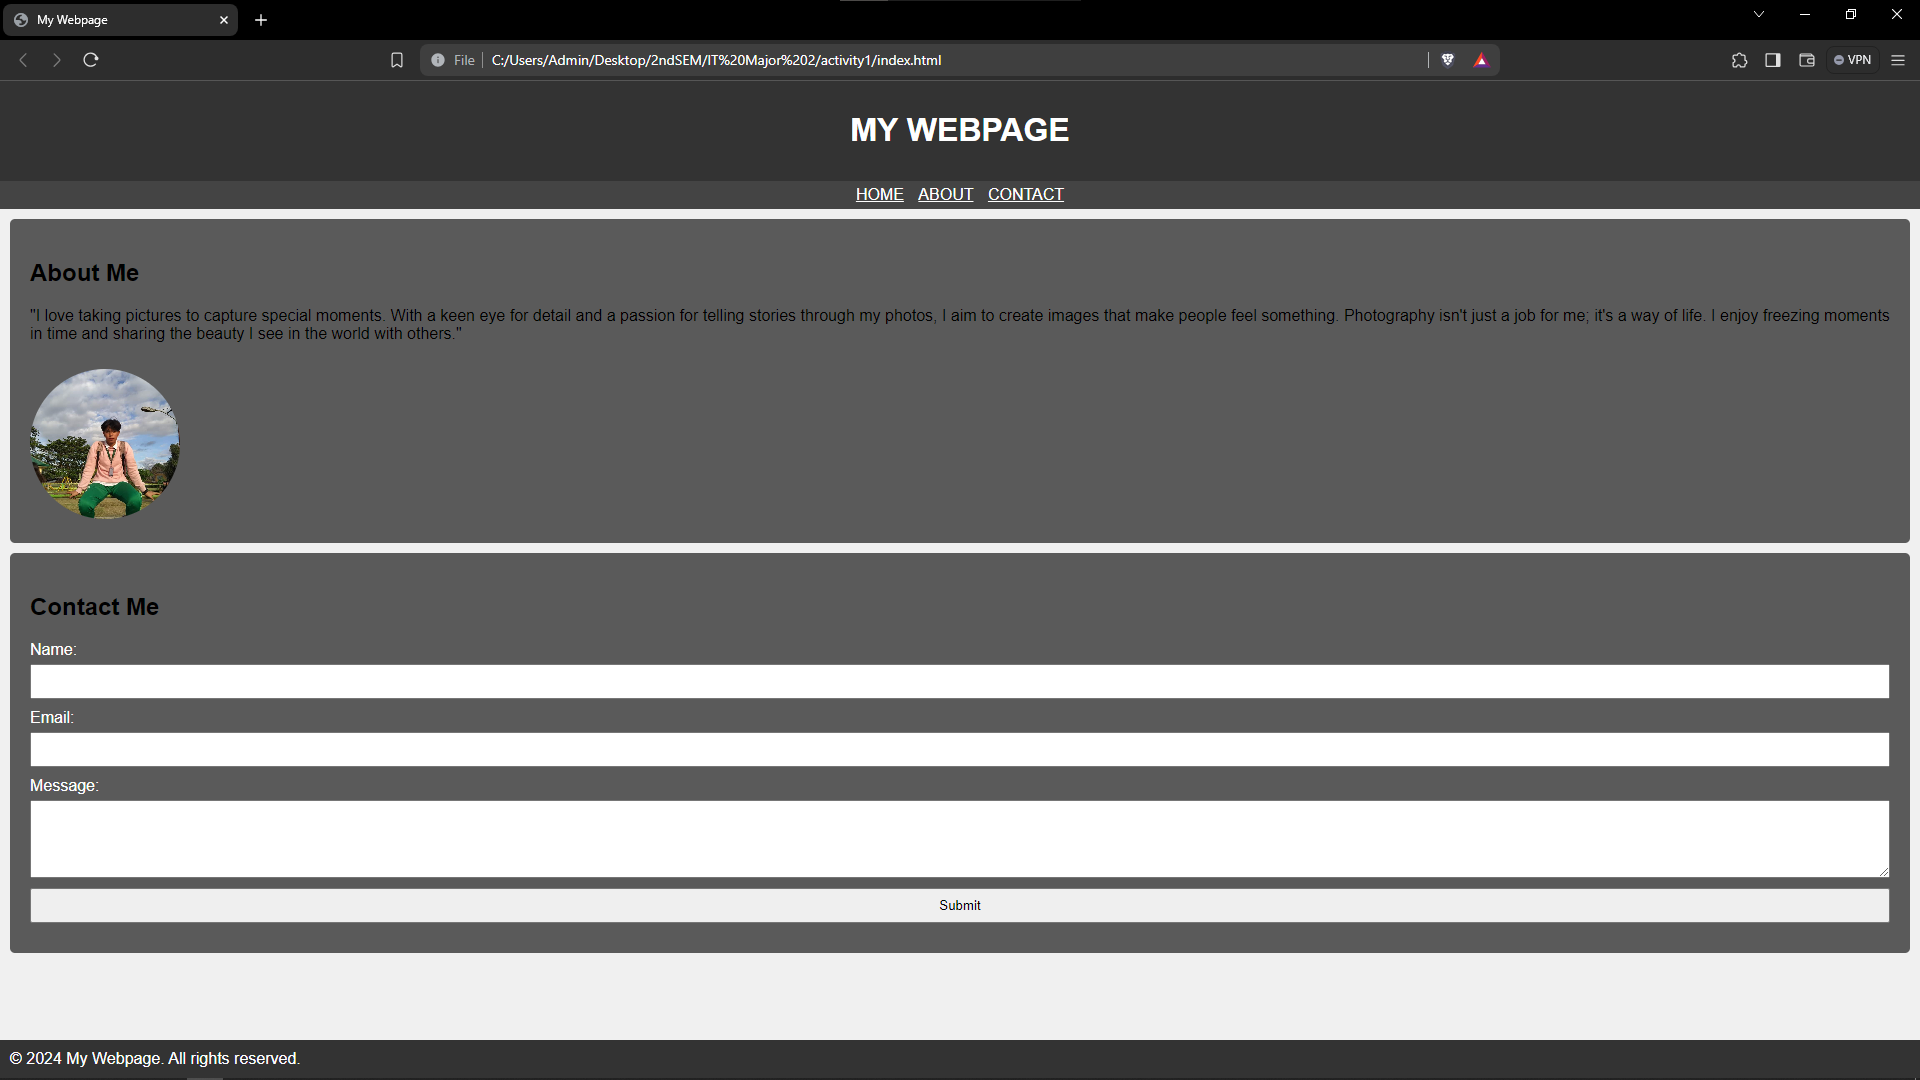 My Webpage
File
C:/Users/Admin/Desktop/2ndSEM/IT%20Major%202/activity1/index.html
VPN
MY WEBPAGE
HOME ABOUT CONTACT
About Me
"I love taking pictures to capture special moments. With a keen eye for detail and a passion for telling stories through my photos, I aim to create images that make people feel something. Photography isn't just a job for me; it's a way of life. I enjoy freezing moments
in time and sharing the beauty I see in the world with others."
Contact Me
Name:
Email:
Message:
Submit
© 2024 My Webpage. All rights reserved.